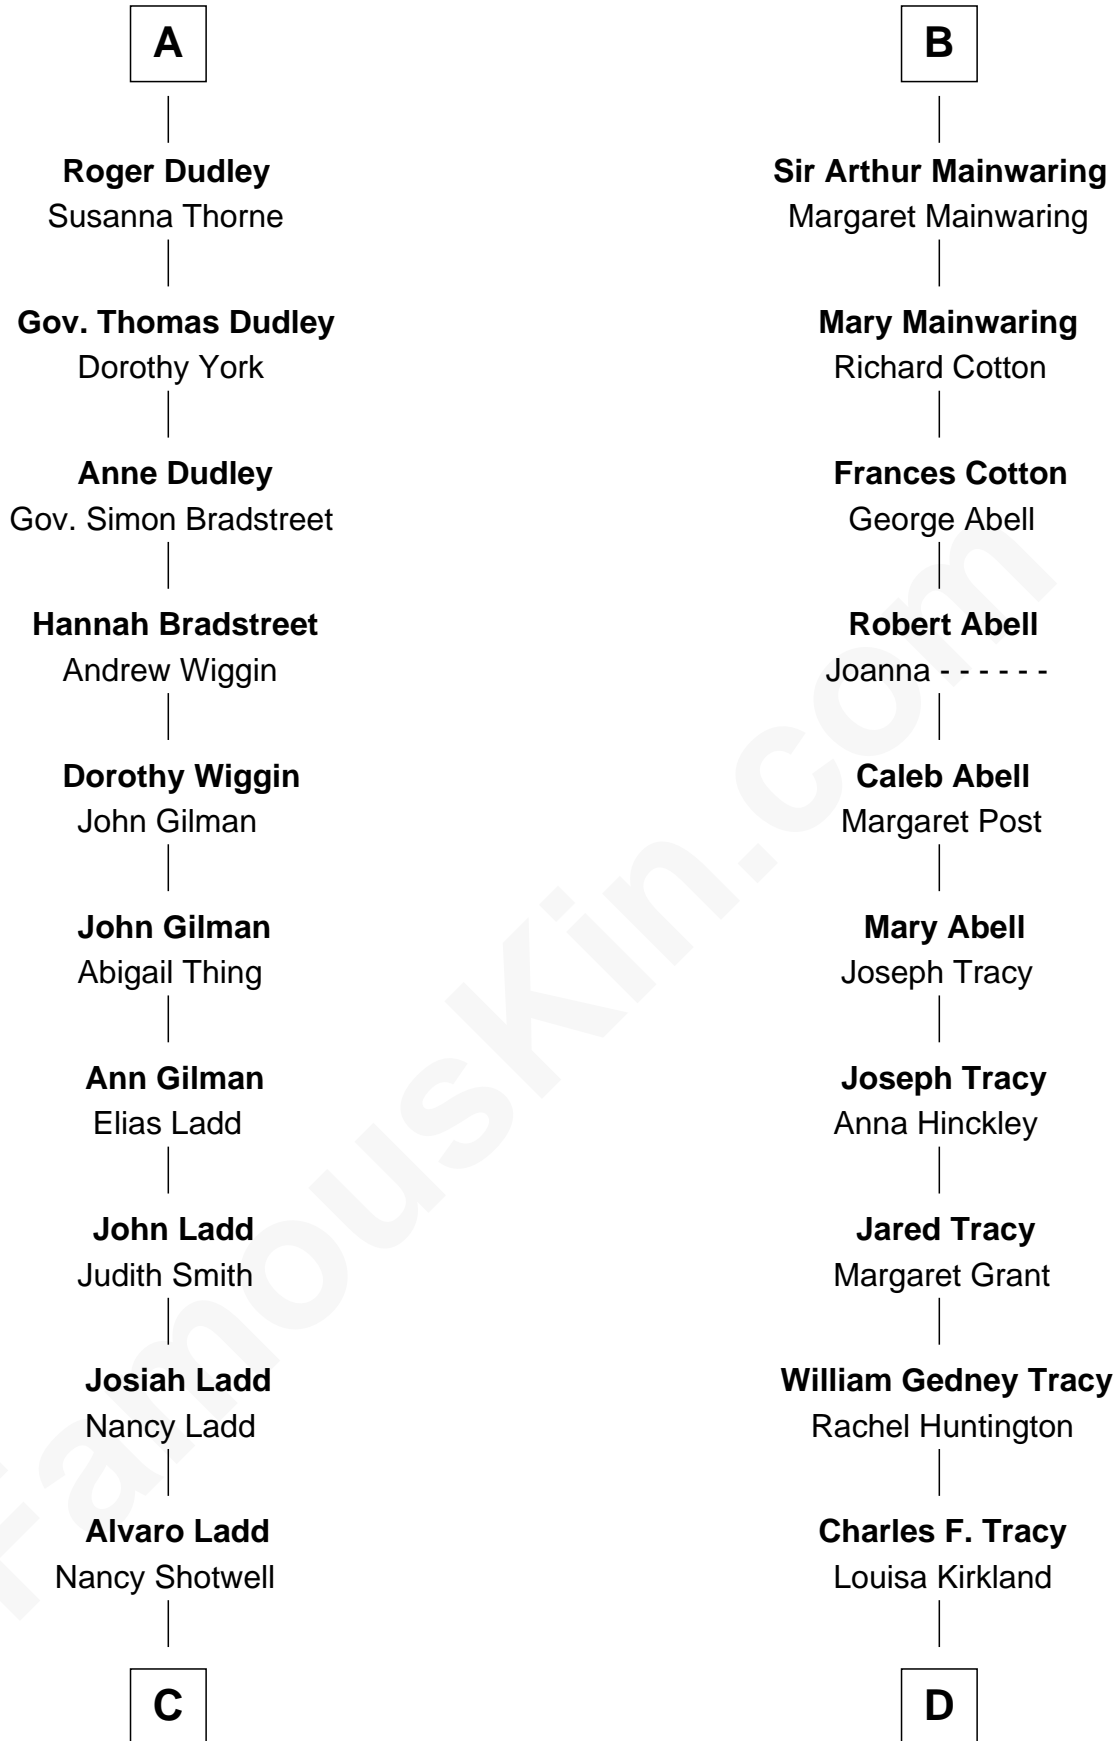 A
Roger Dudley
Susanna Thorne
Gov. Thomas Dudley
Dorothy York
Anne Dudley
Gov. Simon Bradstreet
Hannah Bradstreet
Andrew Wiggin
Dorothy Wiggin
John Gilman
John Gilman
Abigail Thing
Ann Gilman
Elias Ladd
John Ladd
Judith Smith
Josiah Ladd
Nancy Ladd
Alvaro Ladd
Nancy Shotwell
C
B
Sir Arthur Mainwaring
Margaret Mainwaring
Mary Mainwaring
Richard Cotton
Frances Cotton
George Abell
Robert Abell
Joanna - - - - - -
Caleb Abell
Margaret Post
Mary Abell
Joseph Tracy
Joseph Tracy
Anna Hinckley
Jared Tracy
Margaret Grant
William Gedney Tracy
Rachel Huntington
Charles F. Tracy
Louisa Kirkland
D
FamousKin.com